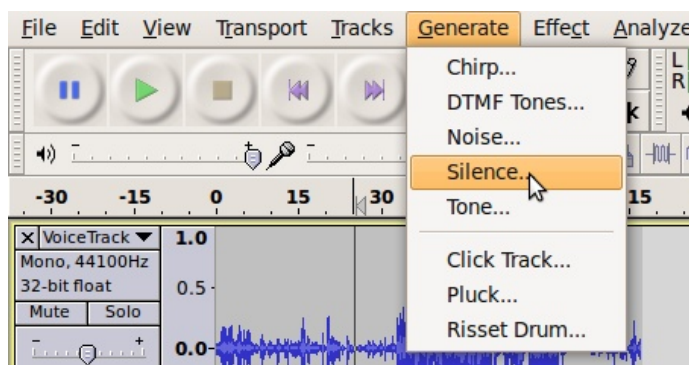 File Edit View Transport Tracks Generate Effect Analyze
Chirp...
DTMF Tones...
Noise...
Silence...
Tone...
Click Track...
Pluck...
Risset Drum...
L
R
k
-30 -15 0 15 30 15
VoiceTrack
Mono, 44100Hz
32-bit float
Mute Solo
- +
1.0
0.5
0.0